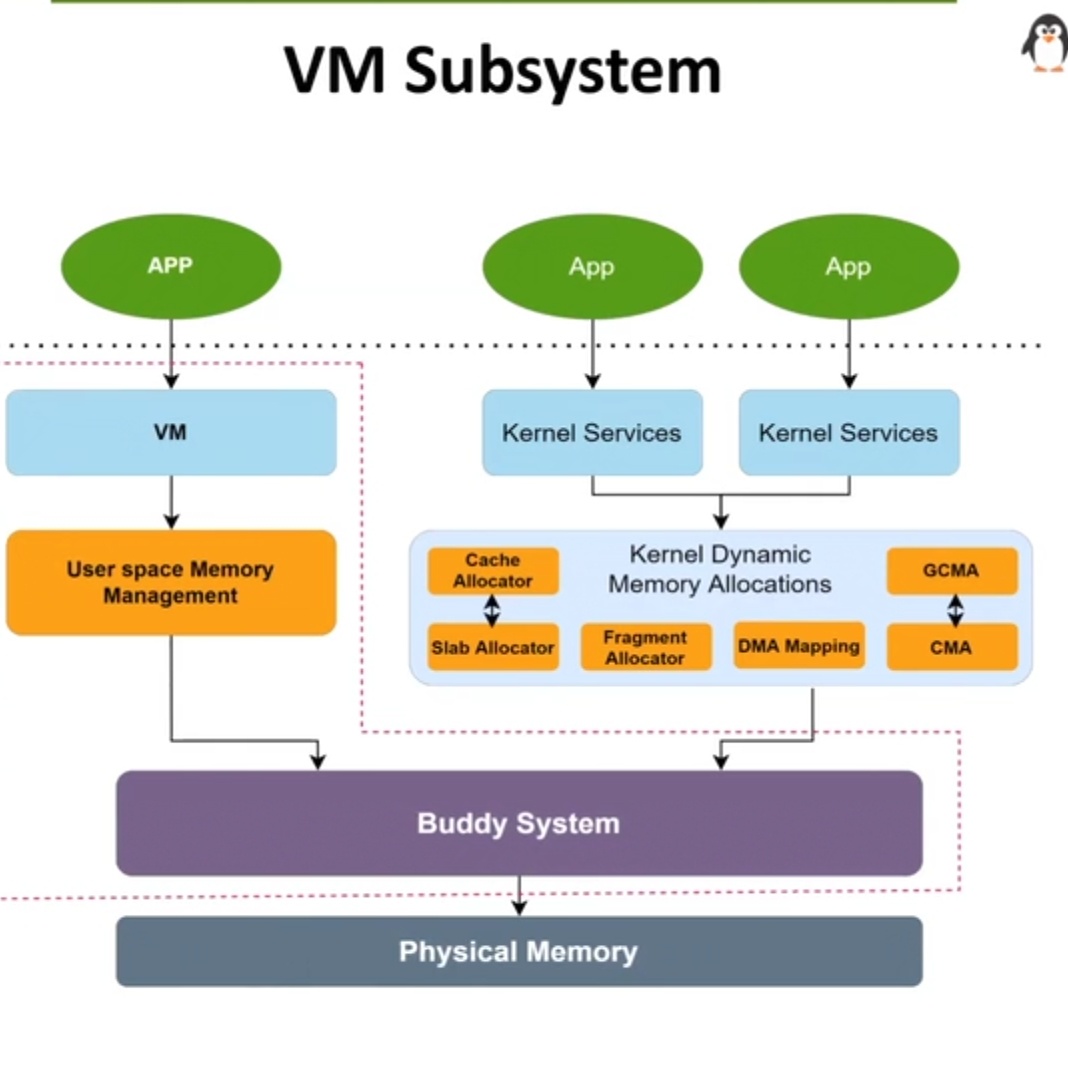 VM Subsystem
APP
App
App
VM
Kernel Services
Kernel Services
User space Memory
Management
Kernel Dynamic
Memory Allocations
Cache
Allocator
GCMA
Slab Allocator
Fragment
Allocator
DMA Mapping
CMA
Buddy System
Physical Memory